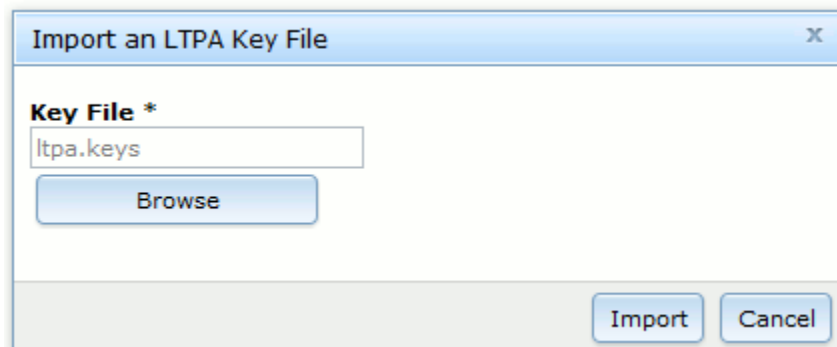 Import an LTPA Key File x
Key File *
ltpa.keys
Browse
Import Cancel